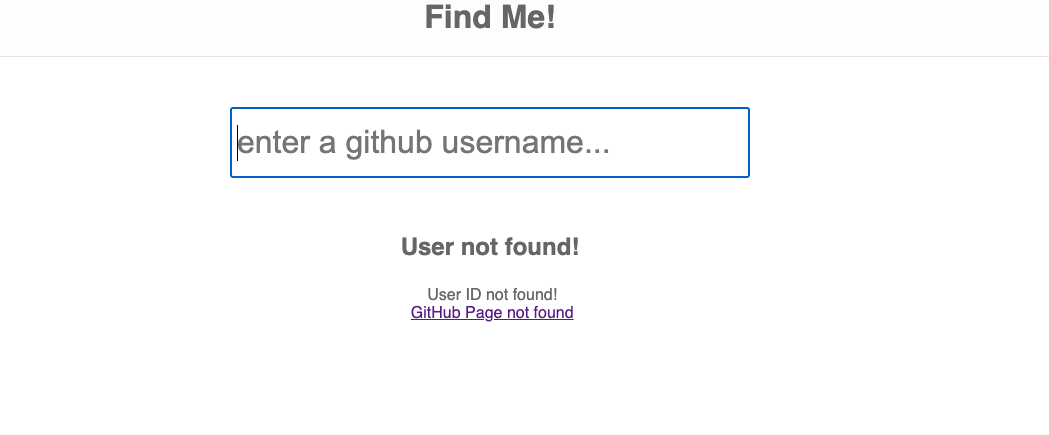 Find Me!
enter a github username...
User not found!
User ID not found!
GitHub Page not found